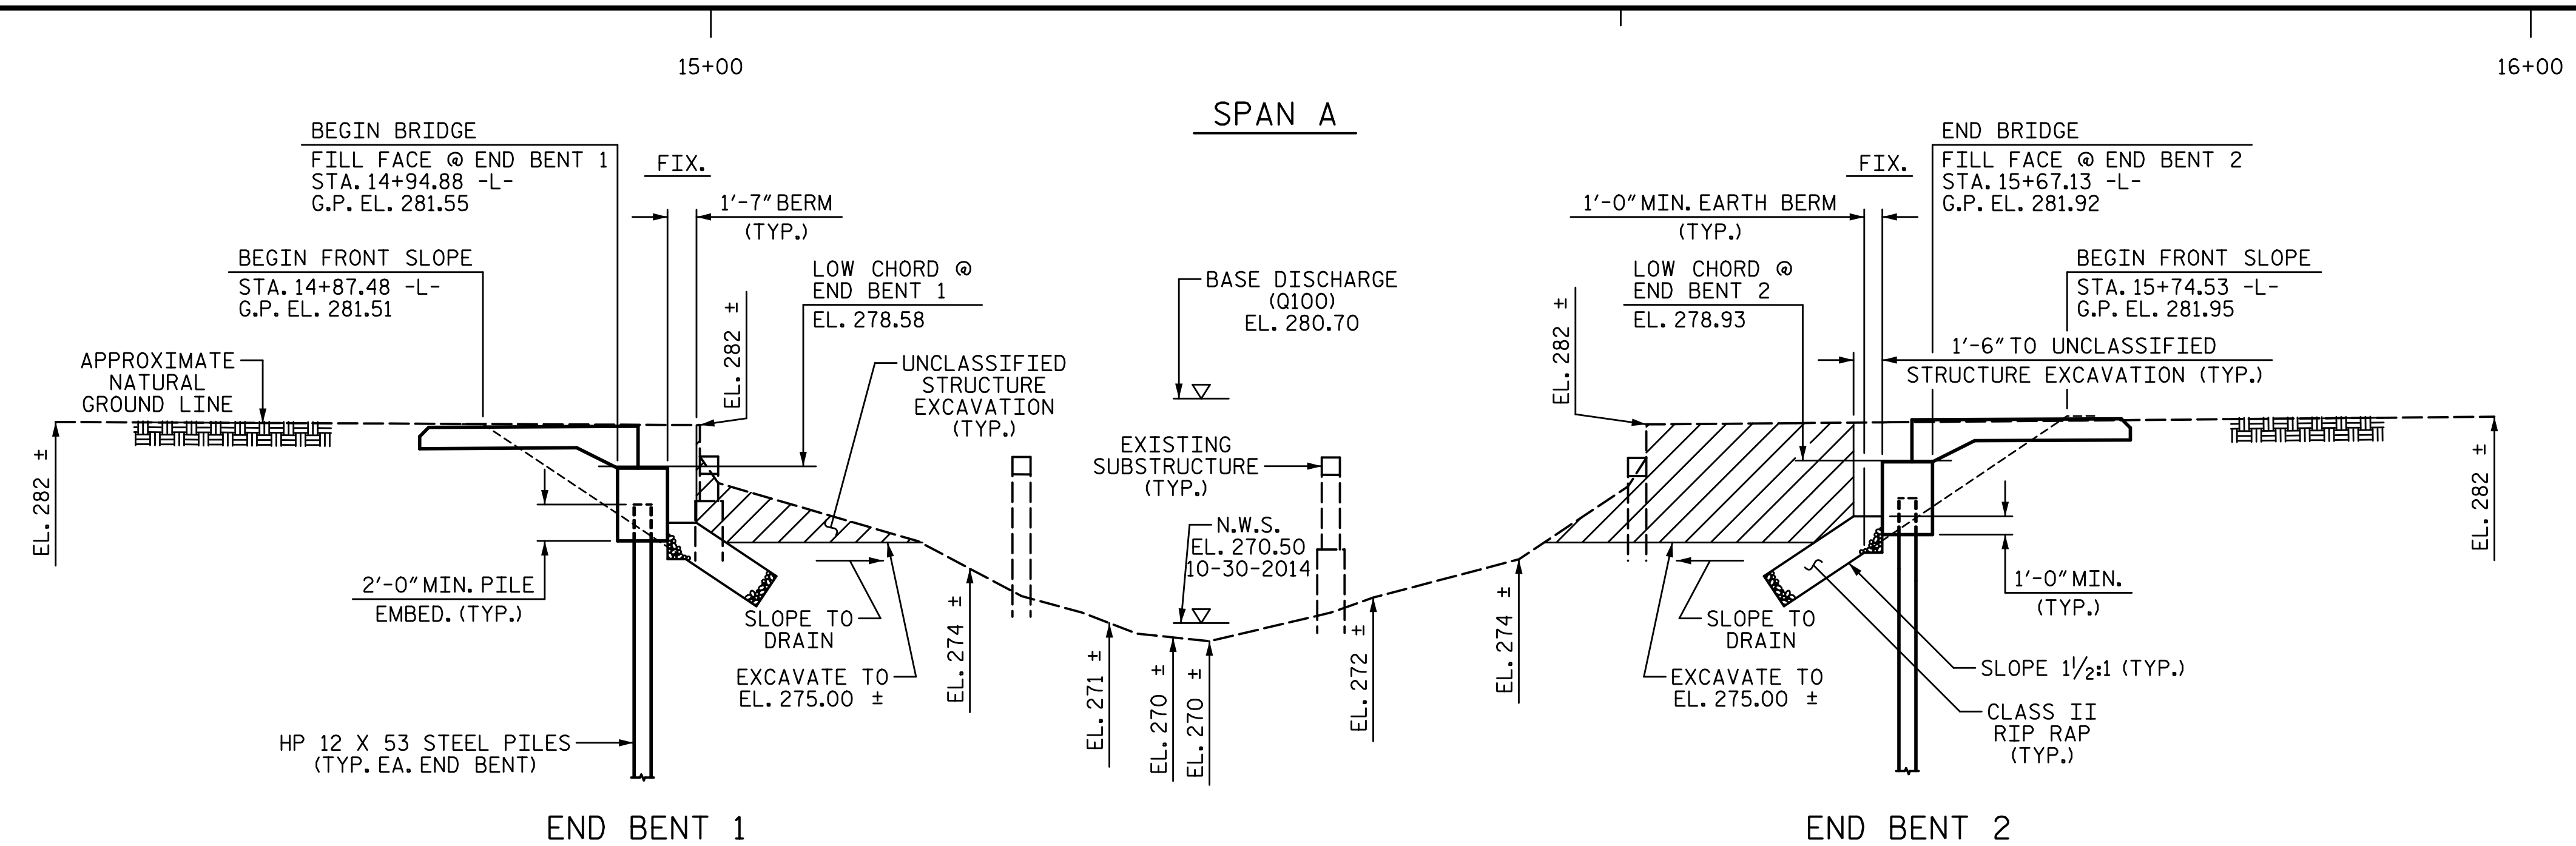 15+00
16+00
SPAN A
BEGIN BRIDGE
FILL FACE @ END BENT 1
STA. 14+94.88 -L-
G.P. EL. 281.55
FIX.
1'-7" BERM
(TYP.)
BEGIN FRONT SLOPE
STA. 14+87.48 -L-
G.P. EL. 281.51
LOW CHORD @
END BENT 1
EL. 278.58
EL. 282 ±
APPROXIMATE
NATURAL
GROUND LINE
UNCLASSIFIED
STRUCTURE
EXCAVATION
(TYP.)
BASE DISCHARGE
(Q100)
EL. 280.70
EXISTING
SUBSTRUCTURE
(TYP.)
N.W.S.
EL. 270.50
10-30-2014
EL. 282 ±
2'-0" MIN. PILE
EMBED. (TYP.)
SLOPE TO
DRAIN
EXCAVATE TO
EL. 275.00 ±
HP 12 X 53 STEEL PILES
(TYP. EA. END BENT)
EL. 274 ±
EL. 271 ±
EL. 270 ±
EL. 270 ±
EL. 272 ±
EL. 274 ±
END BRIDGE
FILL FACE @ END BENT 2
STA. 15+67.13 -L-
G.P. EL. 281.92
FIX.
1'-0" MIN. EARTH BERM
(TYP.)
LOW CHORD @
END BENT 2
EL. 278.93
EL. 282 ±
BEGIN FRONT SLOPE
STA. 15+74.53 -L-
G.P. EL. 281.95
1'-6" TO UNCLASSIFIED
STRUCTURE EXCAVATION (TYP.)
EL. 282 ±
1'-0" MIN.
(TYP.)
SLOPE TO
DRAIN
EXCAVATE TO
EL. 275.00 ±
SLOPE 1½:1 (TYP.)
CLASS II
RIP RAP
(TYP.)
END BENT 1
END BENT 2